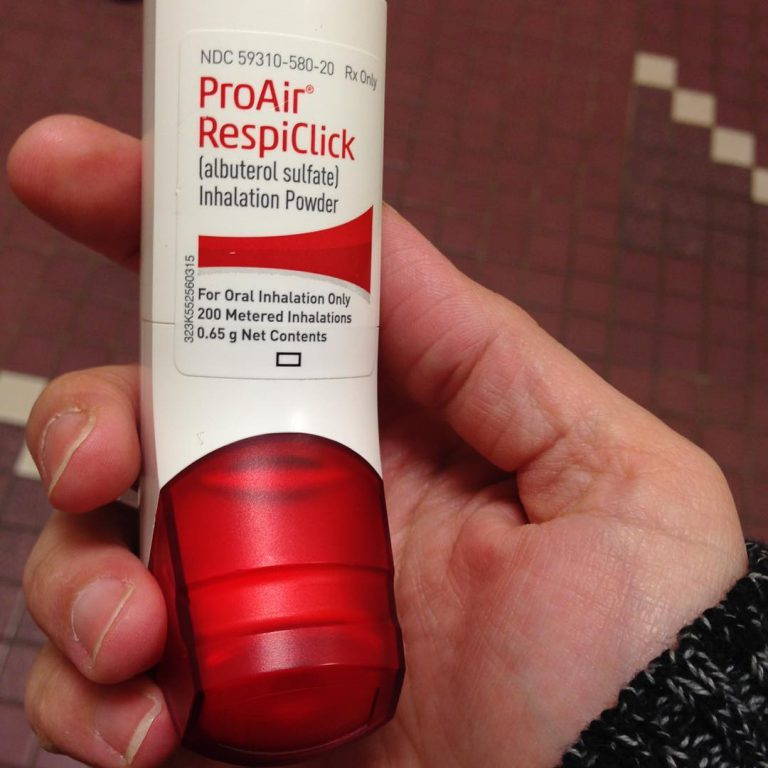 NDC 59310-580-20 Rx Only
ProAir®
RespiClick
(albuterol sulfate)
Inhalation Powder
For Oral Inhalation Only
200 Metered Inhalations
0.65 g Net Contents
323K552560315